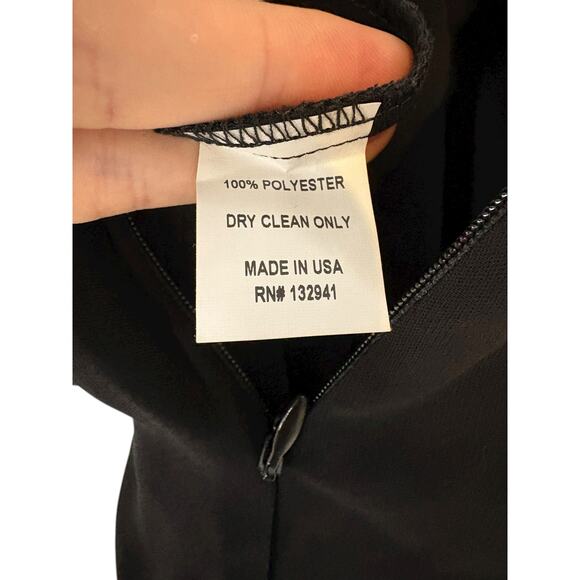 100% POLYESTER
DRY CLEAN ONLY
MADE IN USA
RN# 132941